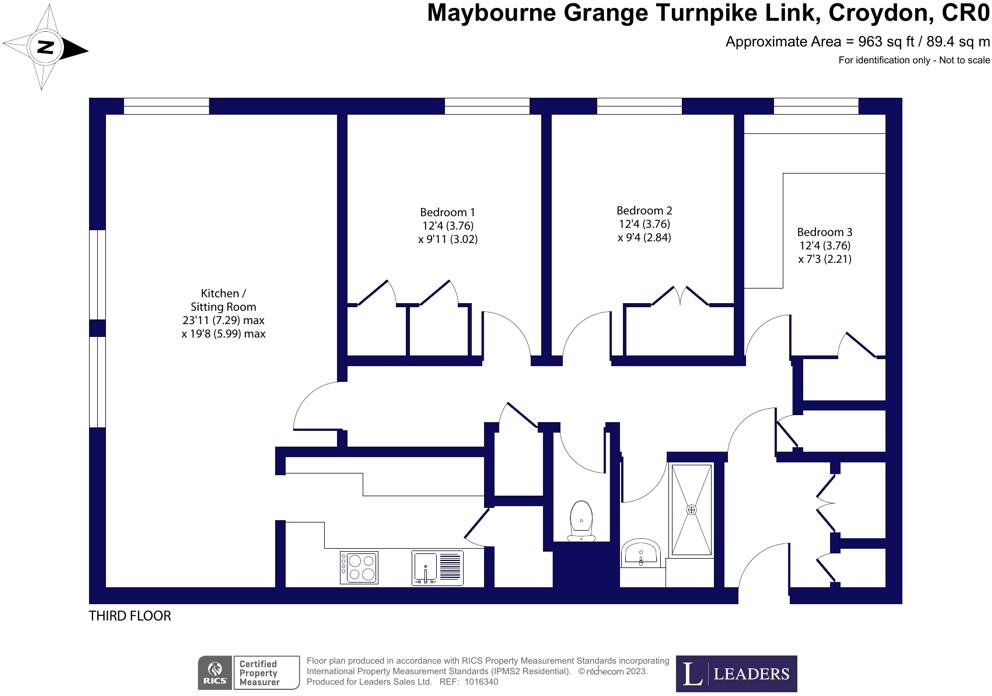 Maybourne Grange Turnpike Link, Croydon, CR0
Approximate Area = 963 sq ft / 89.4 sq m
For identification only - Not to scale
N
Bedroom 1
12'4 (3.76)
x 9'11 (3.02)
Bedroom 2
12'4 (3.76)
x 9'4 (2.84)
Bedroom 3
12'4 (3.76)
x 7'3 (2.21)
Kitchen /
Sitting Room
23'11 (7.29) max
x 19'8 (5.99) max
THIRD FLOOR
RICS
Certified
Property
Measurer
Floor plan produced in accordance with RICS Property Measurement Standards incorporating
International Property Measurement Standards (IPMS2 Residential). © nichecom 2023.
Produced for Leaders Sales Ltd. REF: 1016340
L LEADERS